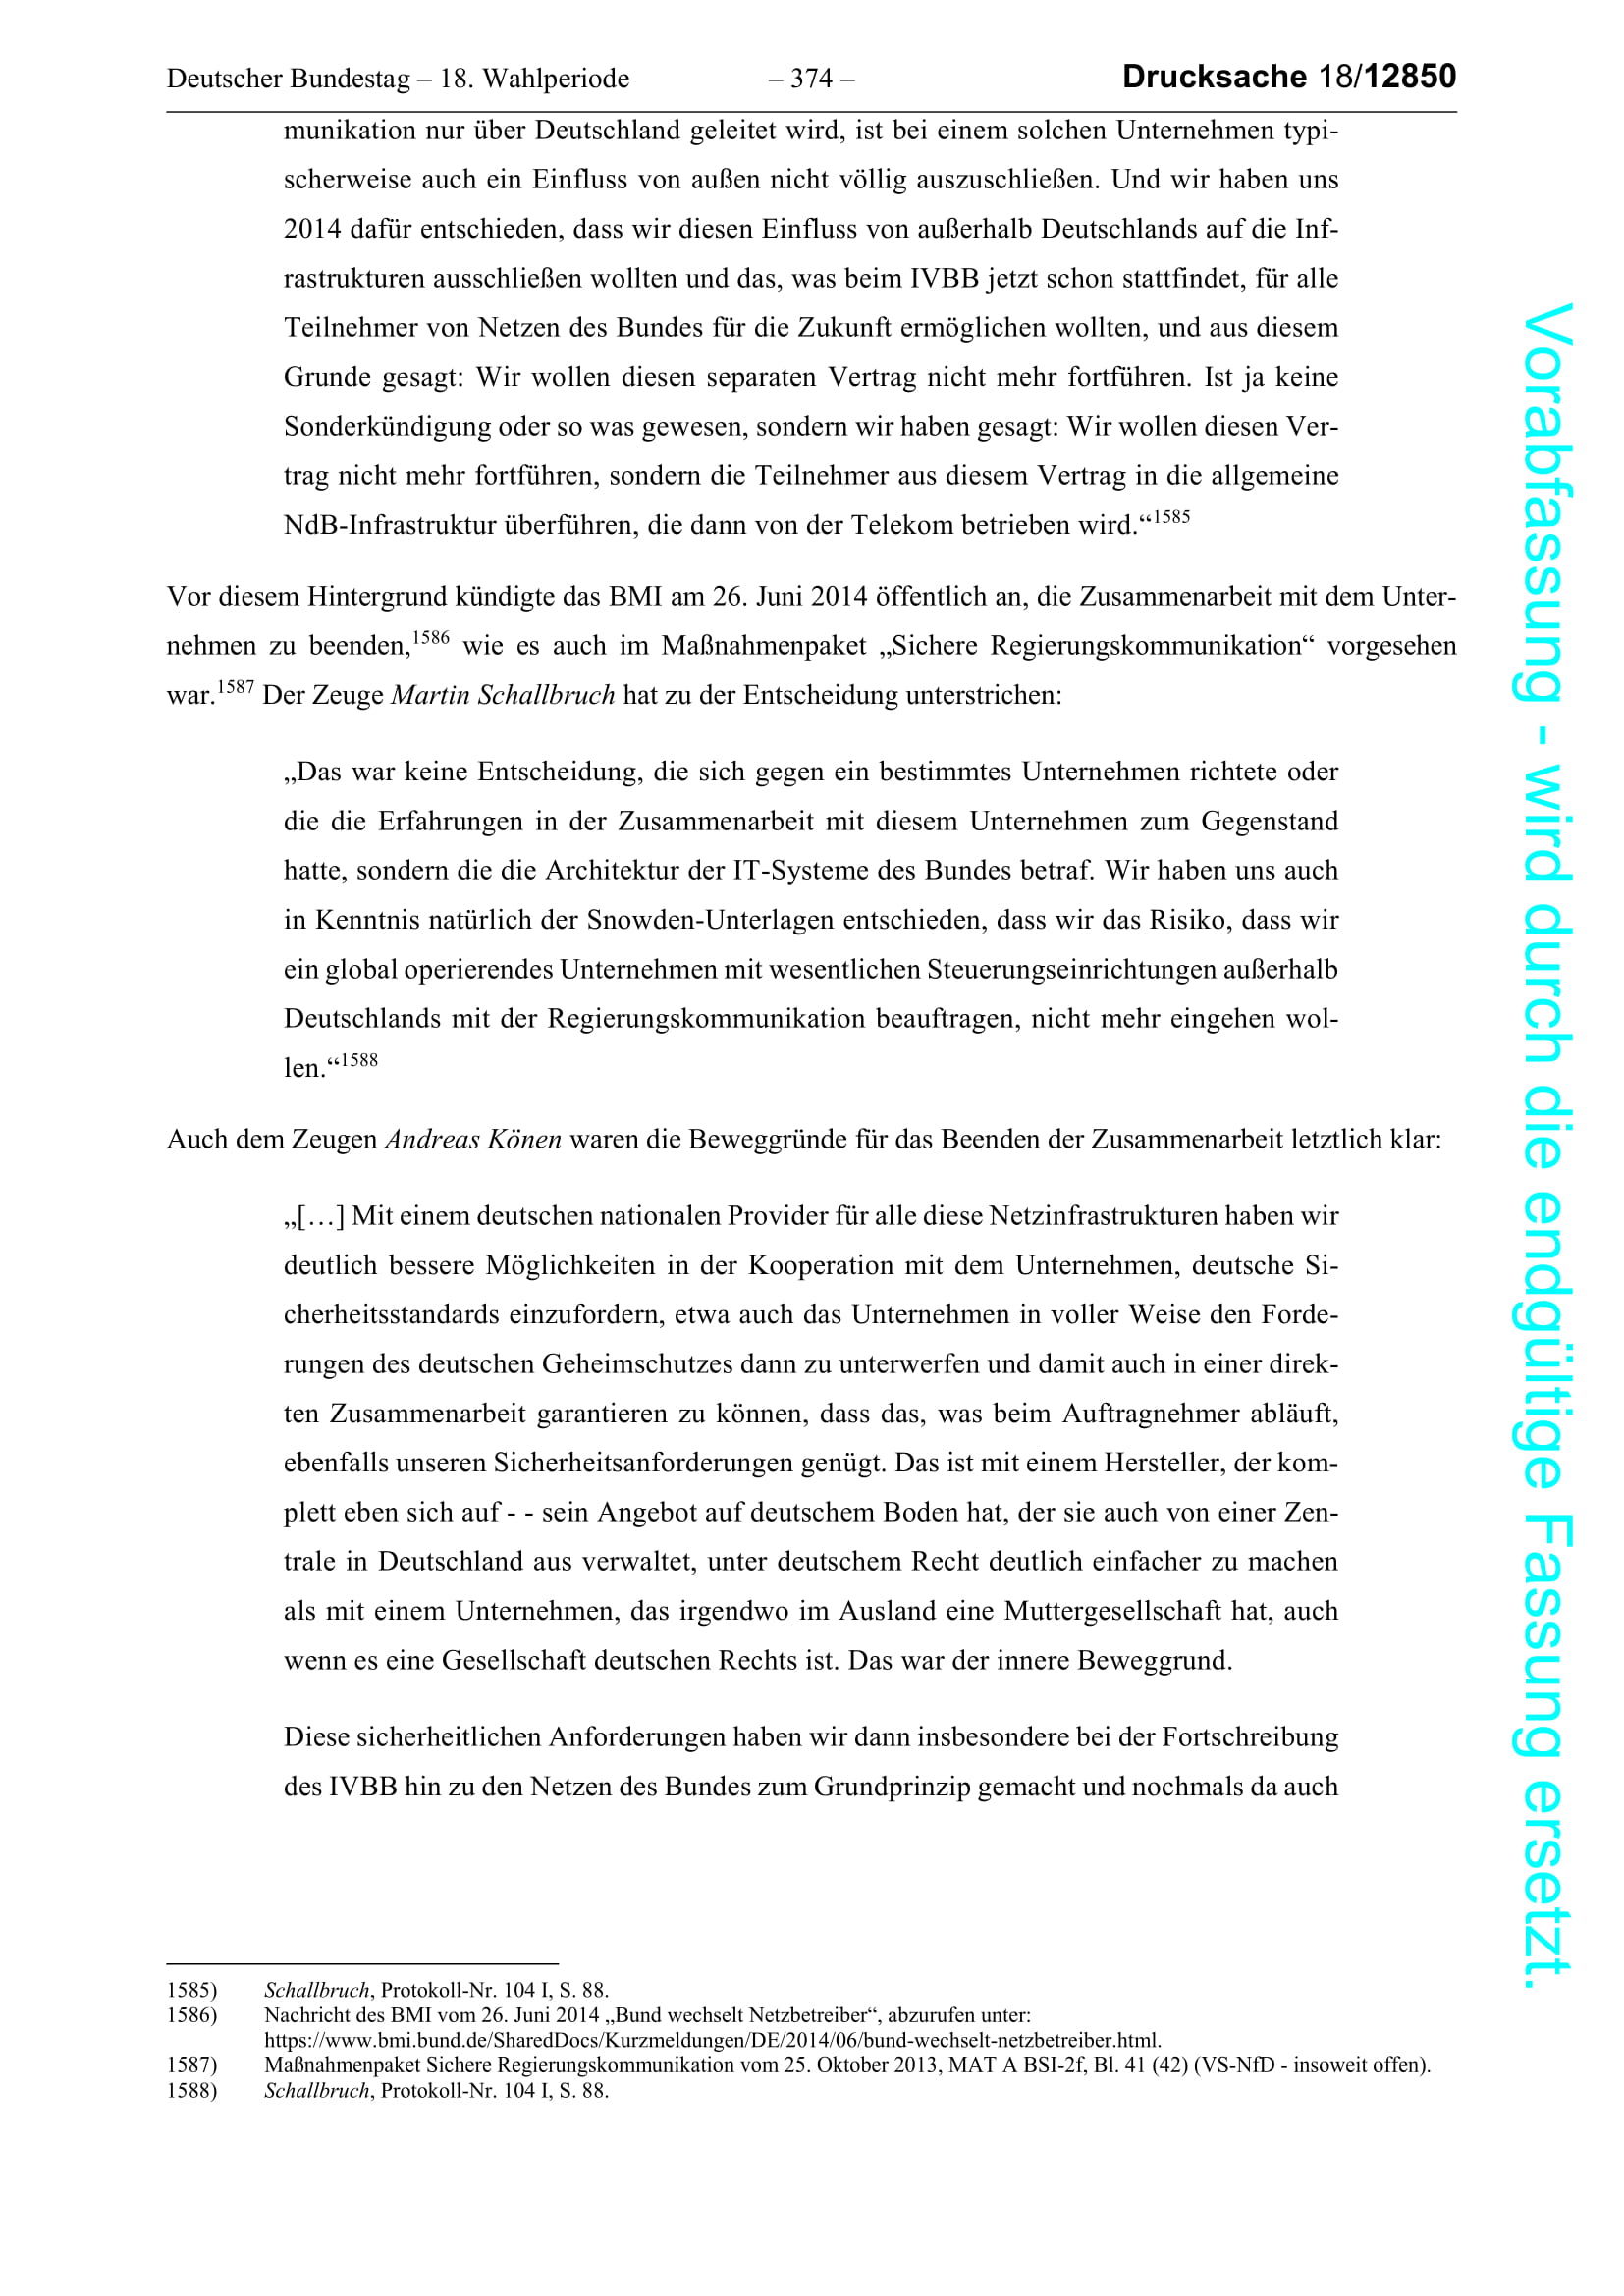 Deutscher Bundestag – 18. Wahlperiode – 374 – Drucksache 18/12850
munikation nur über Deutschland geleitet wird, ist bei einem solchen Unternehmen typi-
scherweise auch ein Einfluss von außen nicht völlig auszuschließen. Und wir haben uns
2014 dafür entschieden, dass wir diesen Einfluss von außerhalb Deutschlands auf die Inf-
rastrukturen ausschließen wollten und das, was beim IVBB jetzt schon stattfindet, für alle
Teilnehmer von Netzen des Bundes für die Zukunft ermöglichen wollten, und aus diesem
Grunde gesagt: Wir wollen diesen separaten Vertrag nicht mehr fortführen. Ist ja keine
Sonderkündigung oder so was gewesen, sondern wir haben gesagt: Wir wollen diesen Ver-
trag nicht mehr fortführen, sondern die Teilnehmer aus diesem Vertrag in die allgemeine
NdB-Infrastruktur überführen, die dann von der Telekom betrieben wird.“1585
Vor diesem Hintergrund kündigte das BMI am 26. Juni 2014 öffentlich an, die Zusammenarbeit mit dem Unter-
nehmen zu beenden,1586 wie es auch im Maßnahmenpaket „Sichere Regierungskommunikation“ vorgesehen
war.1587 Der Zeuge Martin Schallbruch hat zu der Entscheidung unterstrichen:
„Das war keine Entscheidung, die sich gegen ein bestimmtes Unternehmen richtete oder
die die Erfahrungen in der Zusammenarbeit mit diesem Unternehmen zum Gegenstand
hatte, sondern die die Architektur der IT-Systeme des Bundes betraf. Wir haben uns auch
in Kenntnis natürlich der Snowden-Unterlagen entschieden, dass wir das Risiko, dass wir
ein global operierendes Unternehmen mit wesentlichen Steuerungseinrichtungen außerhalb
Deutschlands mit der Regierungskommunikation beauftragen, nicht mehr eingehen wol-
len.“1588
Auch dem Zeugen Andreas Könen waren die Beweggründe für das Beenden der Zusammenarbeit letztlich klar:
„[…] Mit einem deutschen nationalen Provider für alle diese Netzinfrastrukturen haben wir
deutlich bessere Möglichkeiten in der Kooperation mit dem Unternehmen, deutsche Si-
cherheitsstandards einzufordern, etwa auch das Unternehmen in voller Weise den Forde-
rungen des deutschen Geheimschutzes dann zu unterwerfen und damit auch in einer direk-
ten Zusammenarbeit garantieren zu können, dass das, was beim Auftragnehmer abläuft,
ebenfalls unseren Sicherheitsanforderungen genügt. Das ist mit einem Hersteller, der kom-
plett eben sich auf - - sein Angebot auf deutschem Boden hat, der sie auch von einer Zen-
trale in Deutschland aus verwaltet, unter deutschem Recht deutlich einfacher zu machen
als mit einem Unternehmen, das irgendwo im Ausland eine Muttergesellschaft hat, auch
wenn es eine Gesellschaft deutschen Rechts ist. Das war der innere Beweggrund.
Diese sicherheitlichen Anforderungen haben wir dann insbesondere bei der Fortschreibung
des IVBB hin zu den Netzen des Bundes zum Grundprinzip gemacht und nochmals da auch
1585) Schallbruch, Protokoll-Nr. 104 I, S. 88.
1586) Nachricht des BMI vom 26. Juni 2014 „Bund wechselt Netzbetreiber“, abzurufen unter:
https://www.bmi.bund.de/SharedDocs/Kurzmeldungen/DE/2014/06/bund-wechselt-netzbetreiber.html.
1587) Maßnahmenpaket Sichere Regierungskommunikation vom 25. Oktober 2013, MAT A BSI-2f, Bl. 41 (42) (VS-NfD - insoweit offen).
1588) Schallbruch, Protokoll-Nr. 104 I, S. 88.
Vorabfassung - wird durch die endgültige Fassung ersetzt.